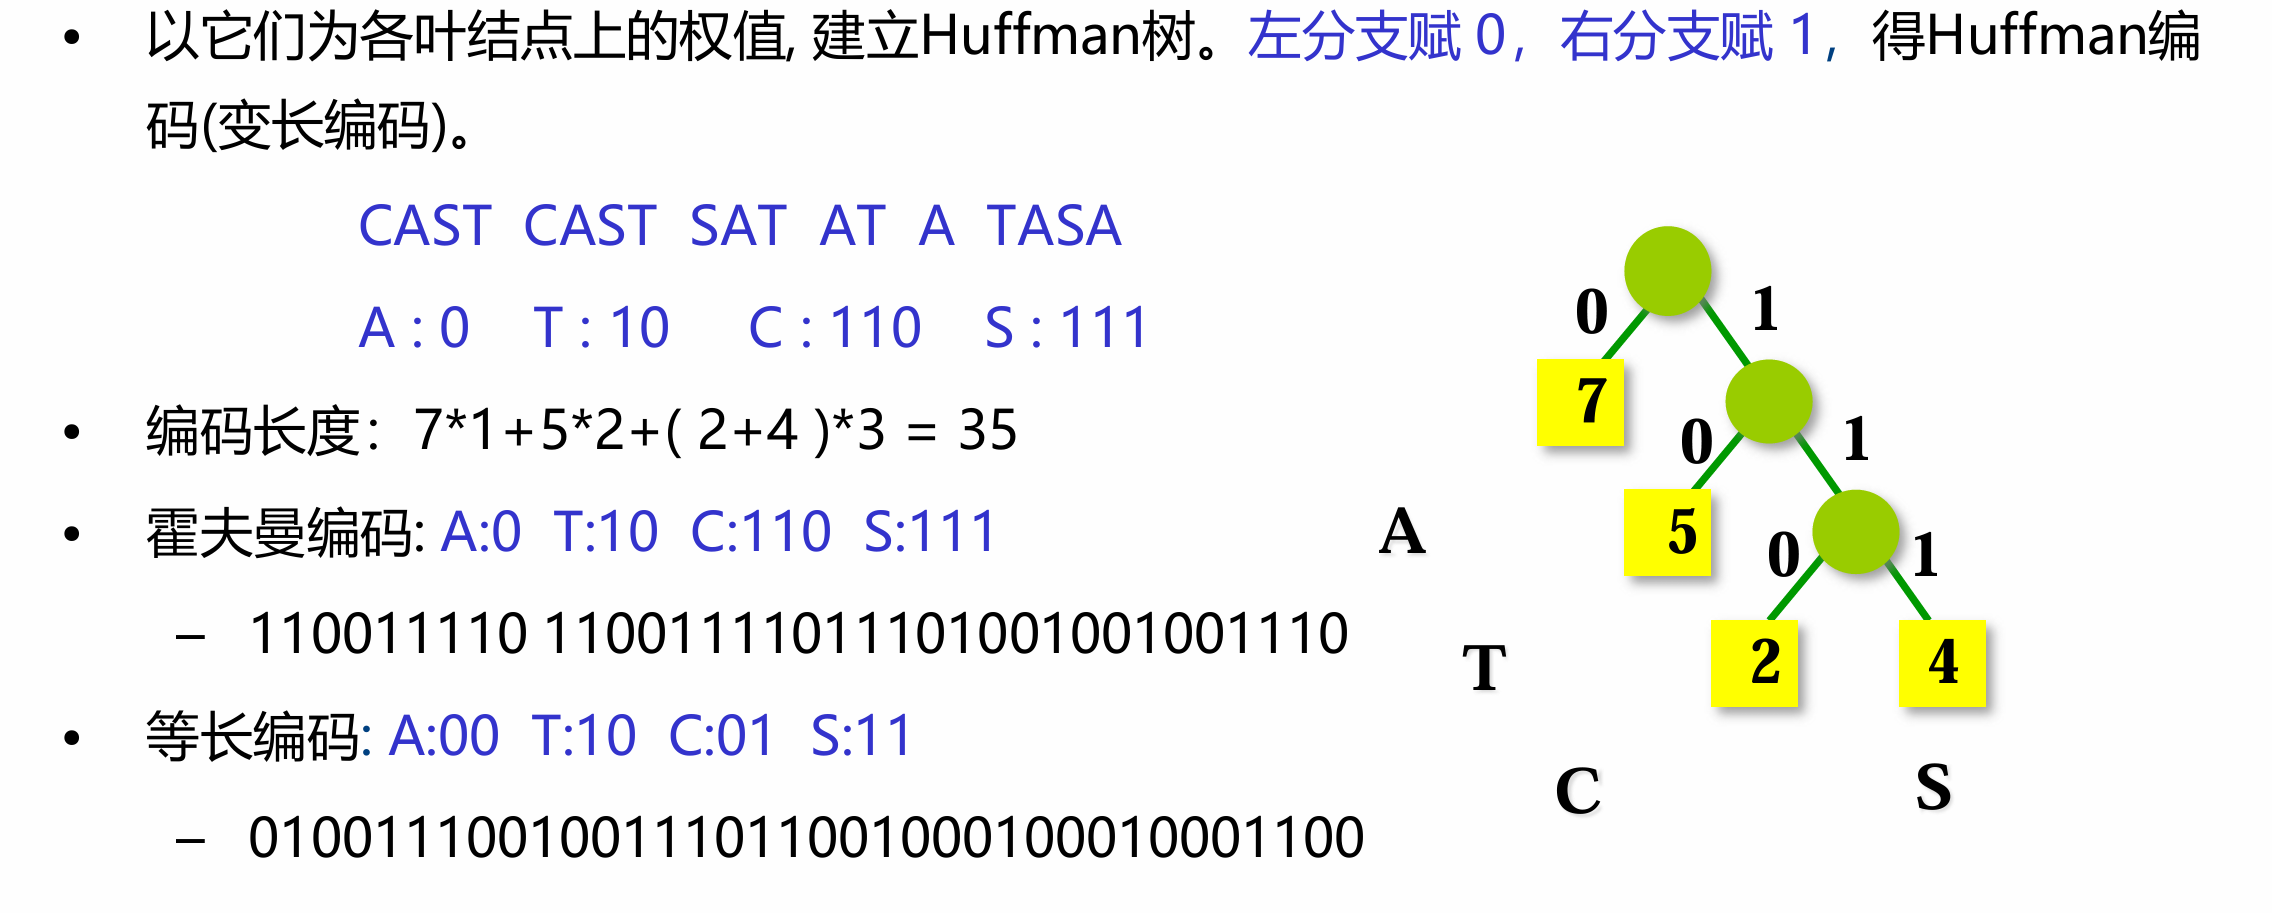 • 以它们为各叶结点上的权值, 建立Huffman树。左分支赋 0，右分支赋 1，得Huffman编
码(变长编码)。
CAST CAST SAT AT A TASA
A : 0 T : 10 C : 110 S : 111
• 编码长度：7*1+5*2+( 2+4 )*3 = 35
• 霍夫曼编码: A:0 T:10 C:110 S:111
– 110011110 11001111011101001001001110
• 等长编码: A:00 T:10 C:01 S:11
– 010011100100111011001000100010001100
0 1
7
0 1
5
0 1
2 4
A
T
C S